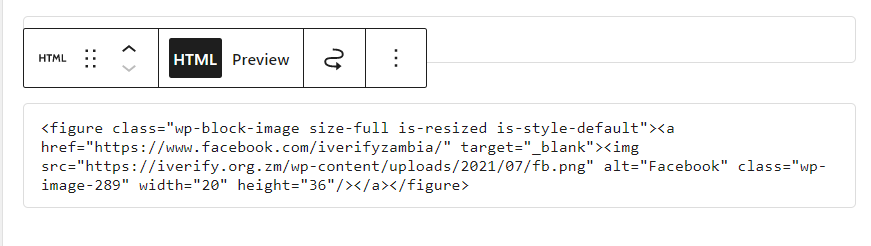 HTML HTML Preview
<figure class="wp-block-image size-full is-resized is-style-default"><a
href="https://www.facebook.com/iverifyzambia/" target="_blank"><img
src="https://iverify.org.zm/wp-content/uploads/2021/07/fb.png" alt="Facebook" class="wp-
image-289" width="20" height="36"/></a></figure>